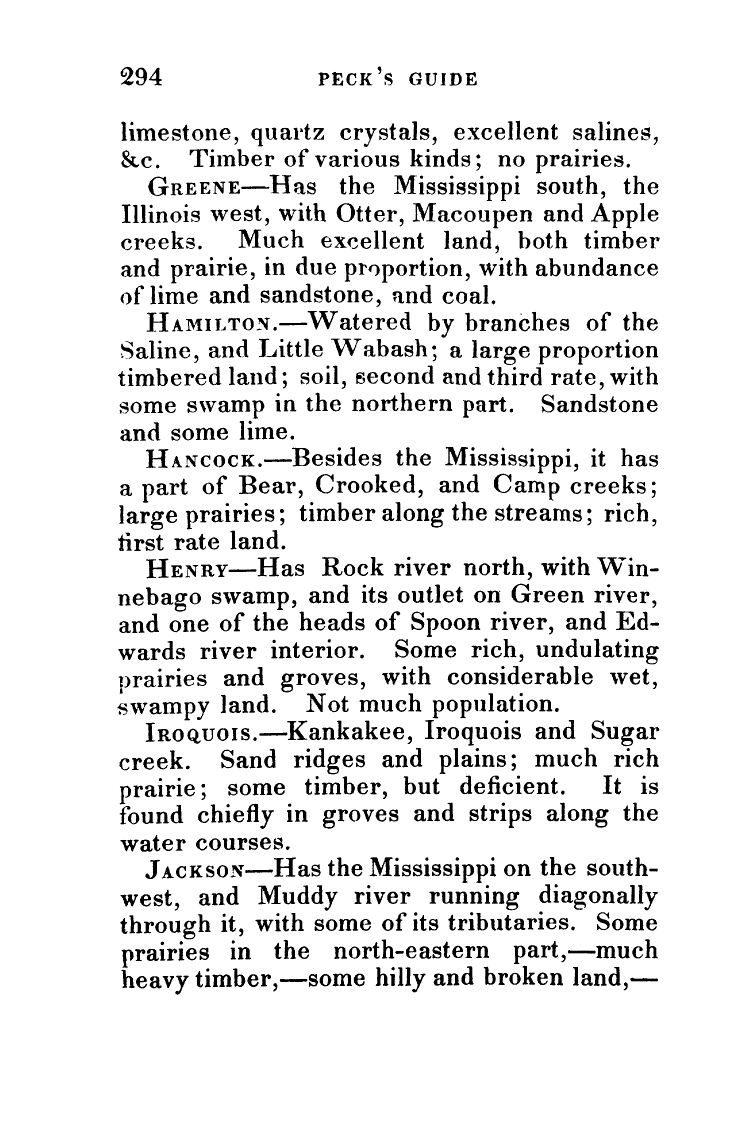 294 PECK'S GUIDE
limestone, quartz crystals, excellent salines,
&c. Timber of various kinds; no prairies.
GREENE—Has the Mississippi south, the
Illinois west, with Otter, Macoupen and Apple
creeks. Much excellent land, both timber
and prairie, in due proportion, with abundance
of lime and sandstone, and coal.
HAMILTON.—Watered by branches of the
Saline, and Little Wabash; a large proportion
timbered land; soil, second and third rate, with
some swamp in the northern part. Sandstone
and some lime.
HANCOCK.—Besides the Mississippi, it has
a part of Bear, Crooked, and Camp creeks;
large prairies; timber along the streams; rich,
first rate land.
HENRY—Has Rock river north, with Win-
nebago swamp, and its outlet on Green river,
and one of the heads of Spoon river, and Ed-
wards river interior. Some rich, undulating
prairies and groves, with considerable wet,
swampy land. Not much population.
IROQUOIS.—Kankakee, Iroquois and Sugar
creek. Sand ridges and plains; much rich
prairie; some timber, but deficient. It is
found chiefly in groves and strips along the
water courses.
JACKSON—Has the Mississippi on the south-
west, and Muddy river running diagonally
through it, with some of its tributaries. Some
prairies in the north-eastern part,—much
heavy timber,—some hilly and broken land,—